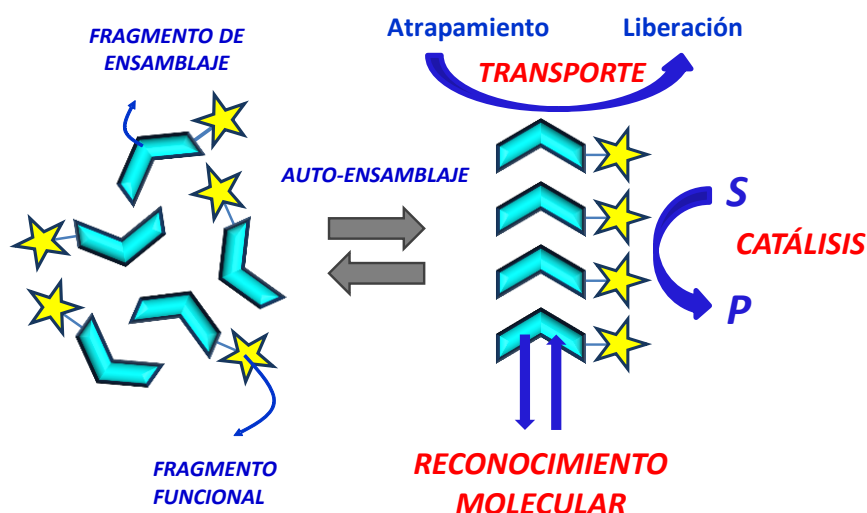 FRAGMENTO DE
ENSAMBLAJE
Atrapamiento
Liberación
TRANSPORTE
AUTO-ENSAMBLAJE
S
CATÁLISIS
P
FRAGMENTO
FUNCIONAL
RECONOCIMIENTO
MOLECULAR